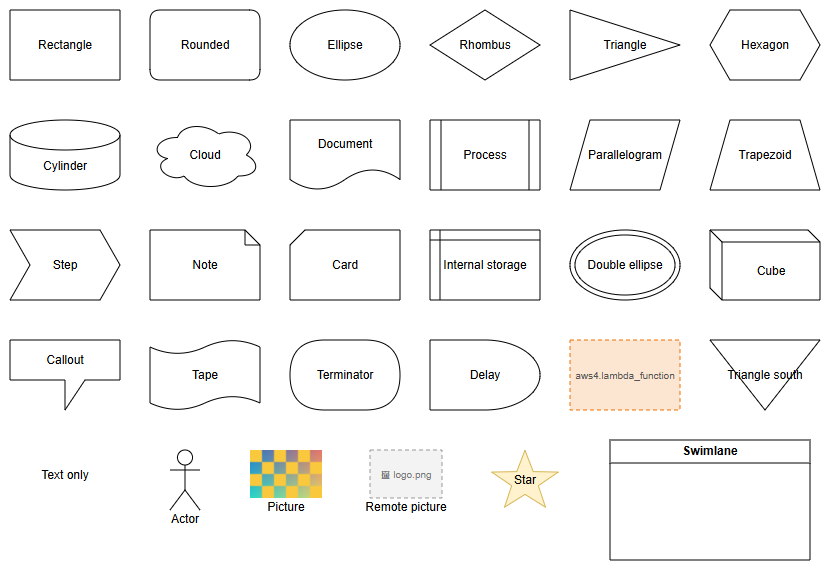 Rectangle
Rounded
Ellipse
Rhombus
Triangle
Hexagon
Cylinder
Cloud
Document
Process
Parallelogram
Trapezoid
Step
Note
Card
Internal storage
Double ellipse
Cube
Callout
Tape
Terminator
Delay
aws4.lambda_function
Triangle south
Text only
Actor
Picture
logo.png
Remote picture
Star
Swimlane